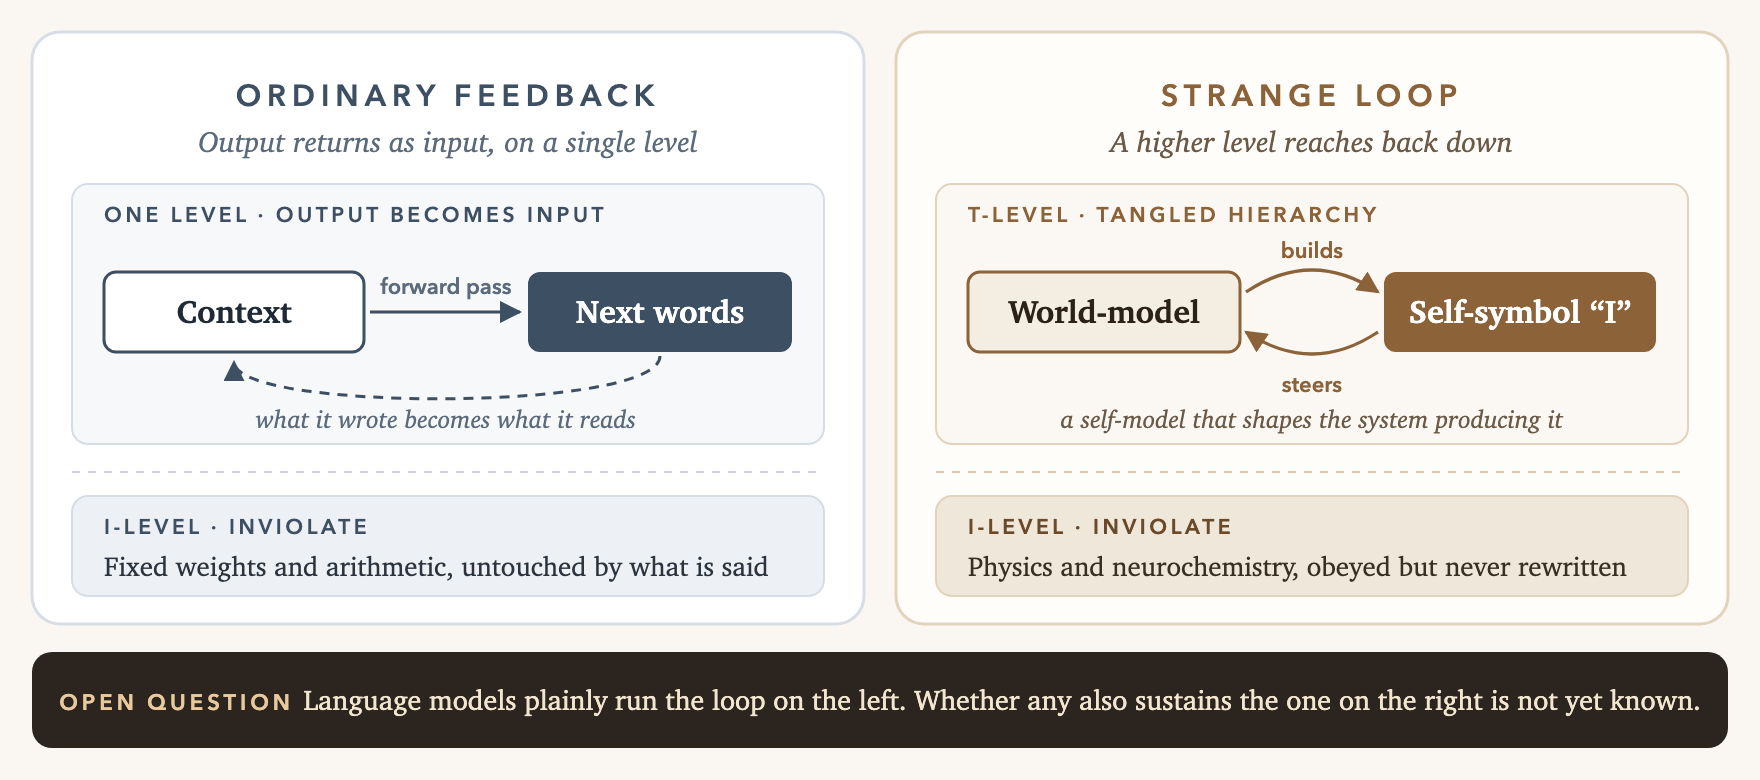 ORDINARY FEEDBACK
Output returns as input, on a single level
ONE LEVEL · OUTPUT BECOMES INPUT
Context
forward pass
Next words
what it wrote becomes what it reads
I-LEVEL · INVIOLATE
Fixed weights and arithmetic, untouched by what is said
STRANGE LOOP
A higher level reaches back down
T-LEVEL · TANGLED HIERARCHY
builds
World-model
Self-symbol “I”
steers
a self-model that shapes the system producing it
I-LEVEL · INVIOLATE
Physics and neurochemistry, obeyed but never rewritten
OPEN QUESTION Language models plainly run the loop on the left. Whether any also sustains the one on the right is not yet known.